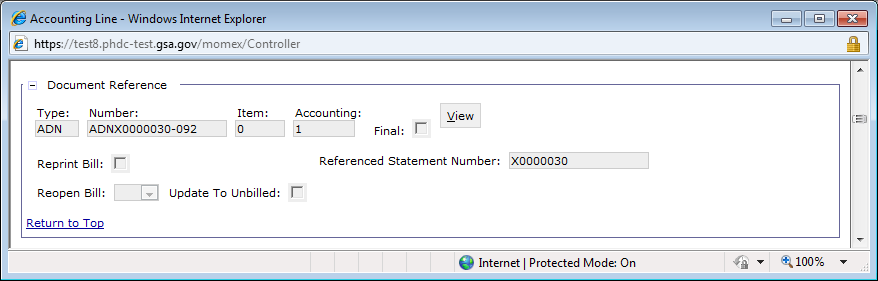 Accounting Line - Windows Internet Explorer
https://test8.phdc-test.gsa.gov/momex/Controller
Document Reference
Type: Number: Item: Accounting:
ADN ADNX0000030-092 0 1 Final: View
Reprint Bill: Referenced Statement Number: X0000030
Reopen Bill: Update To Unbilled:
Return to Top
Internet | Protected Mode: On 100%